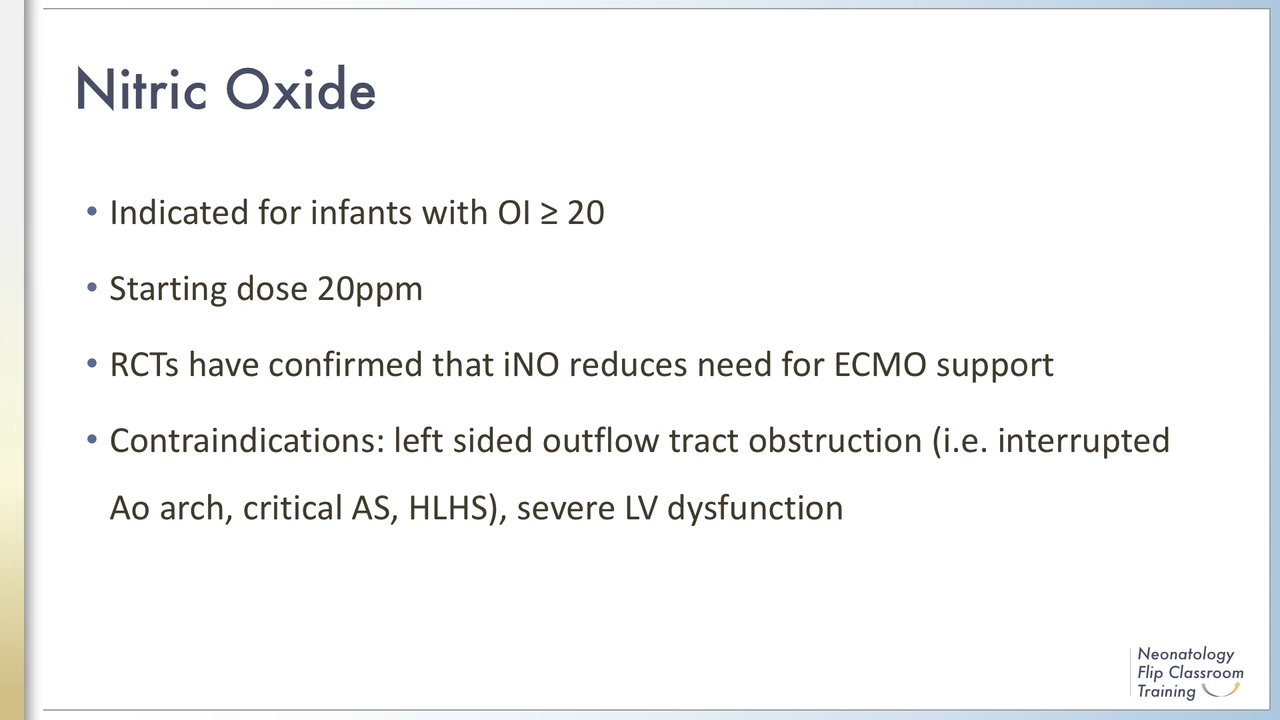 Nitric Oxide
• Indicated for infants with OI ≥ 20
• Starting dose 20ppm
• RCTs have confirmed that iNO reduces need for ECMO support
• Contraindications: left sided outflow tract obstruction (i.e. interrupted
Ao arch, critical AS, HLHS), severe LV dysfunction
Neonatology
Flip Classroom
Training